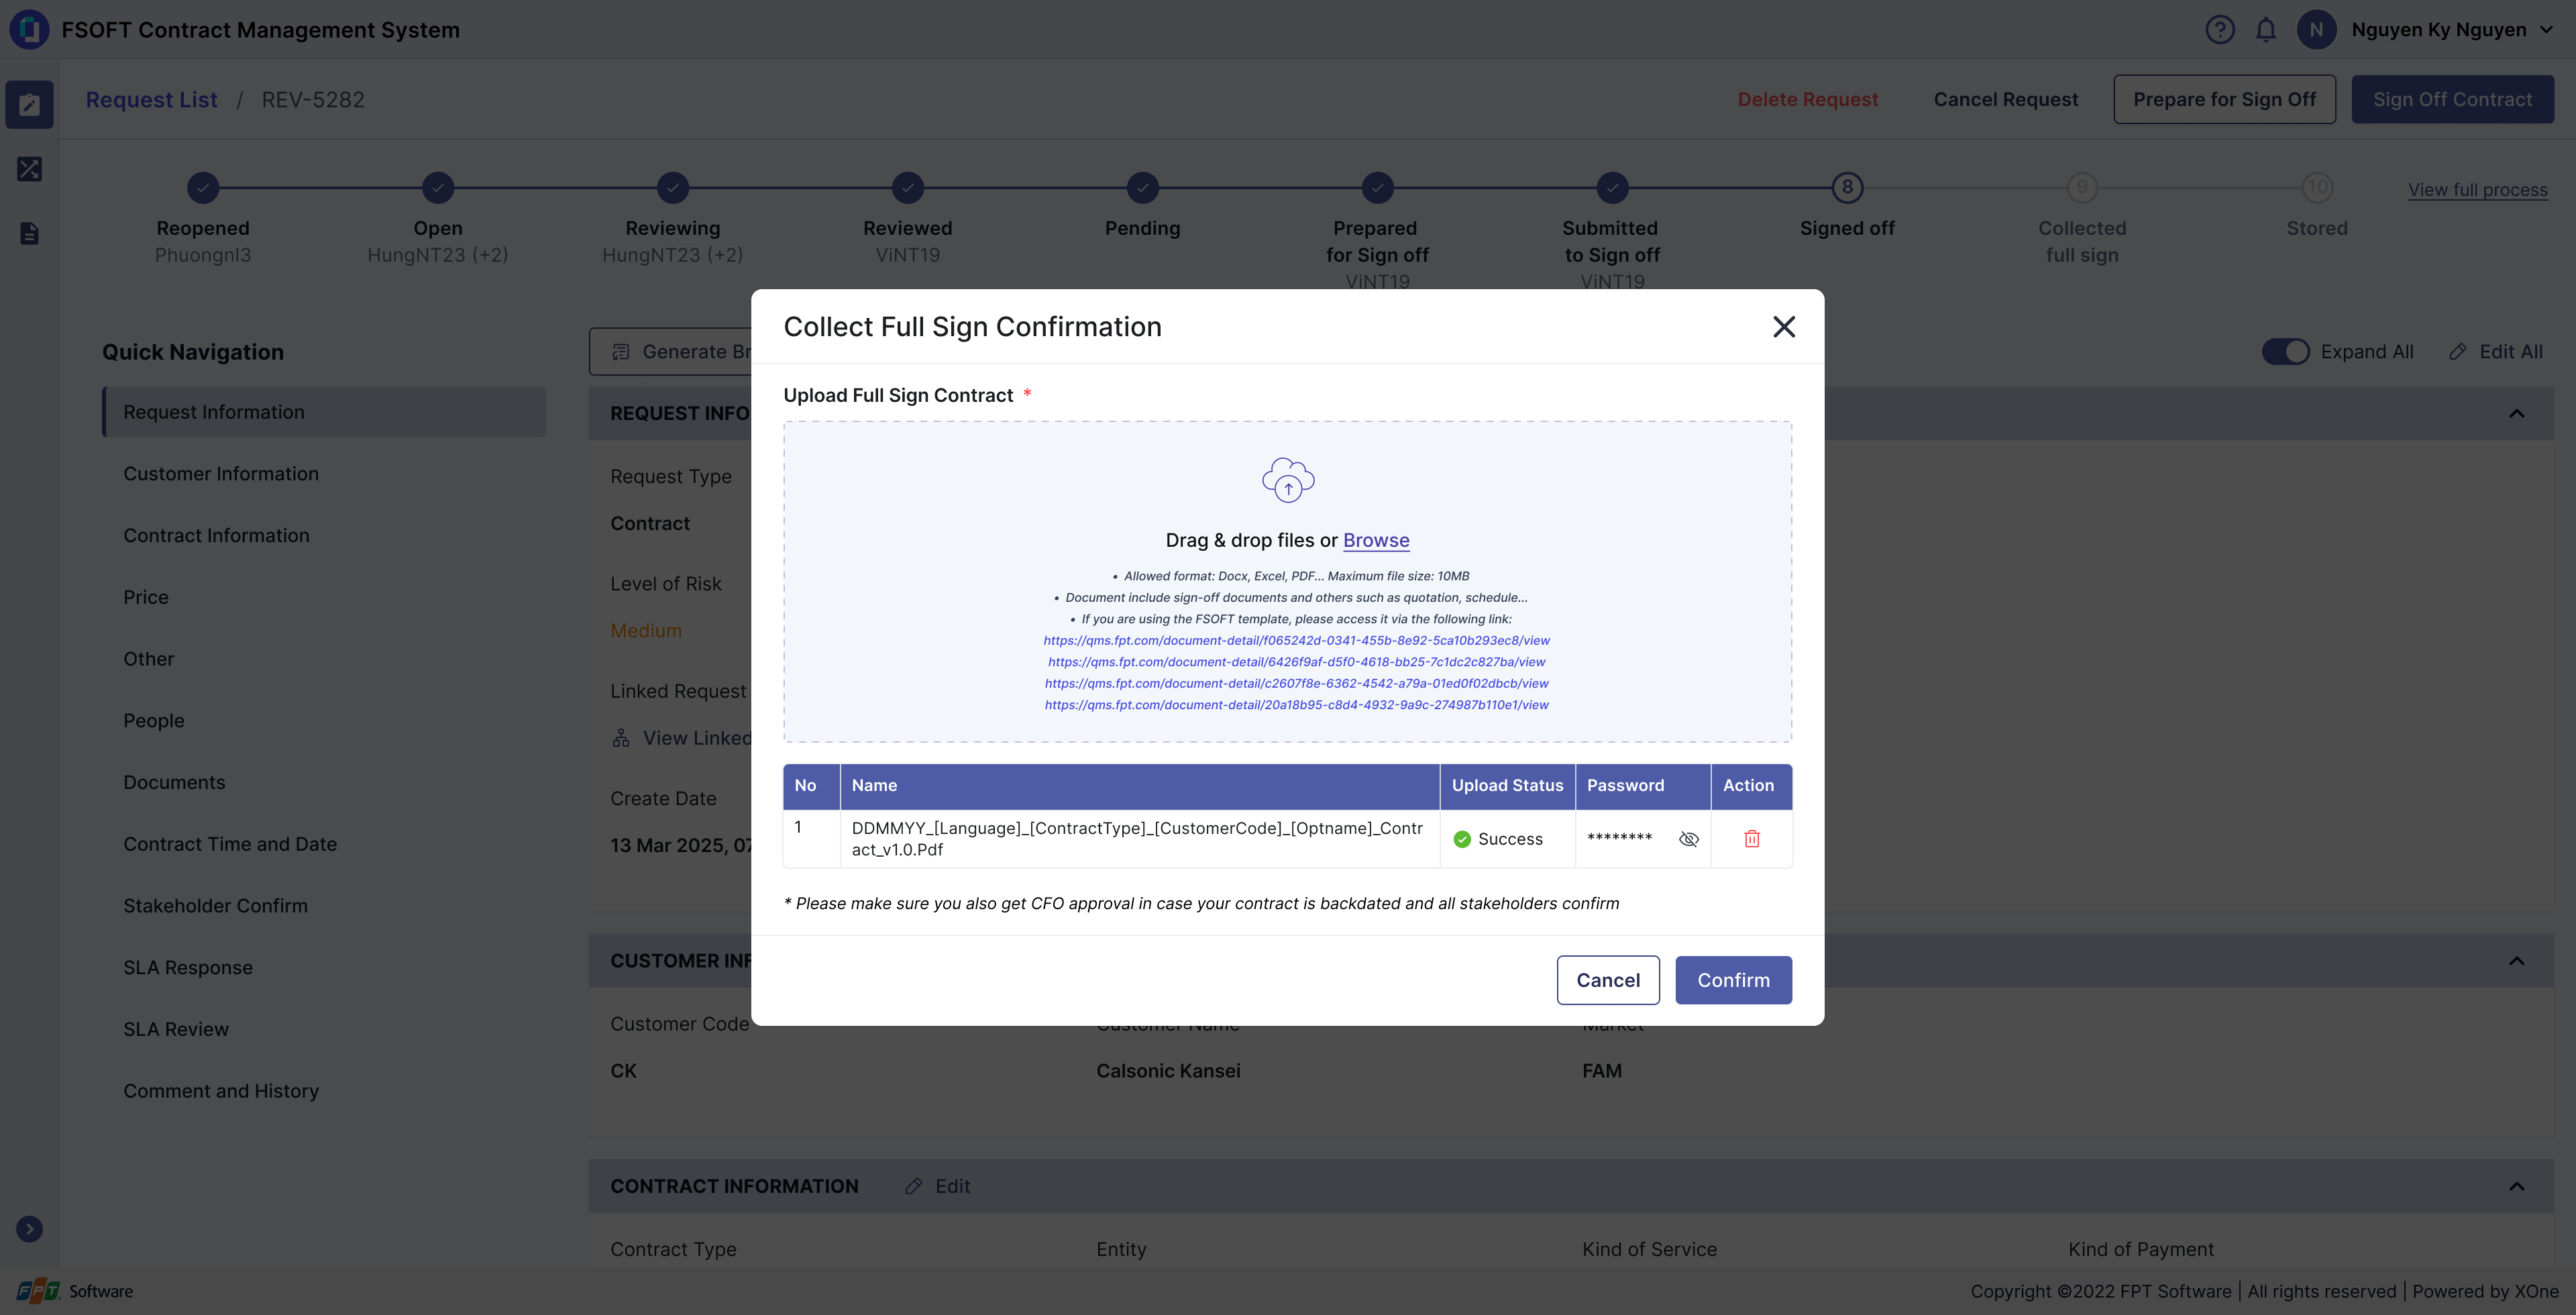 FSOFT Contract Management System
N
Nguyen Ky Nguyen
Request List / REV-5282
Delete Request
Cancel Request
Prepare for Sign Off
Sign Off Contract
8
9
10
View full process
Reopened
Phuongnl3
Open
HungNT23 (+2)
Reviewing
HungNT23 (+2)
Reviewed
ViNT19
Pending
Prepared
for Sign off
ViNT19
Submitted
to Sign off
ViNT19
Signed off
Collected
full sign
Stored
Quick Navigation
Request Information
Customer Information
Contract Information
Price
Other
People
Documents
Contract Time and Date
Stakeholder Confirm
SLA Response
SLA Review
Comment and History
Generate
Expand All
Edit All
REQUEST
Request Type
Contract
Level of Risk
Medium
Linked Request
View Linked
Create Date
13 Mar 2025,
Collect Full Sign Confirmation
Upload Full Sign Contract *
Drag & drop files or Browse
• Allowed format: Docx, Excel, PDF... Maximum file size: 10MB
• Document include sign-off documents and others such as quotation, schedule...
• If you are using the FSOFT template, please access it via the following link:
https://qms.fpt.com/document-detail/f065242d-0341-455b-8e92-5ca10b293ec8/view
https://qms.fpt.com/document-detail/6426f9af-d5f0-4618-bb25-7c1dc2c827ba/view
https://qms.fpt.com/document-detail/c2607f8e-6362-4542-a79a-01ed0f02dbcb/view
https://qms.fpt.com/document-detail/20a18b95-c8d4-4932-9a9c-274987b110e1/view
No Name Upload Status Password Action
1 DDMMYY_[Language]_[ContractType]_[CustomerCode]_[Optname]_Contr
act_v1.0.Pdf
Success ********
* Please make sure you also get CFO approval in case your contract is backdated and all stakeholders confirm
Cancel
Confirm
CUSTOMER
Customer Code Customer Name Market
CK Calsonic Kansei FAM
CONTRACT INFORMATION Edit
Contract Type Entity Kind of Service Kind of Payment
FPT Software
Copyright ©2022 FPT Software | All rights reserved | Powered by XOne